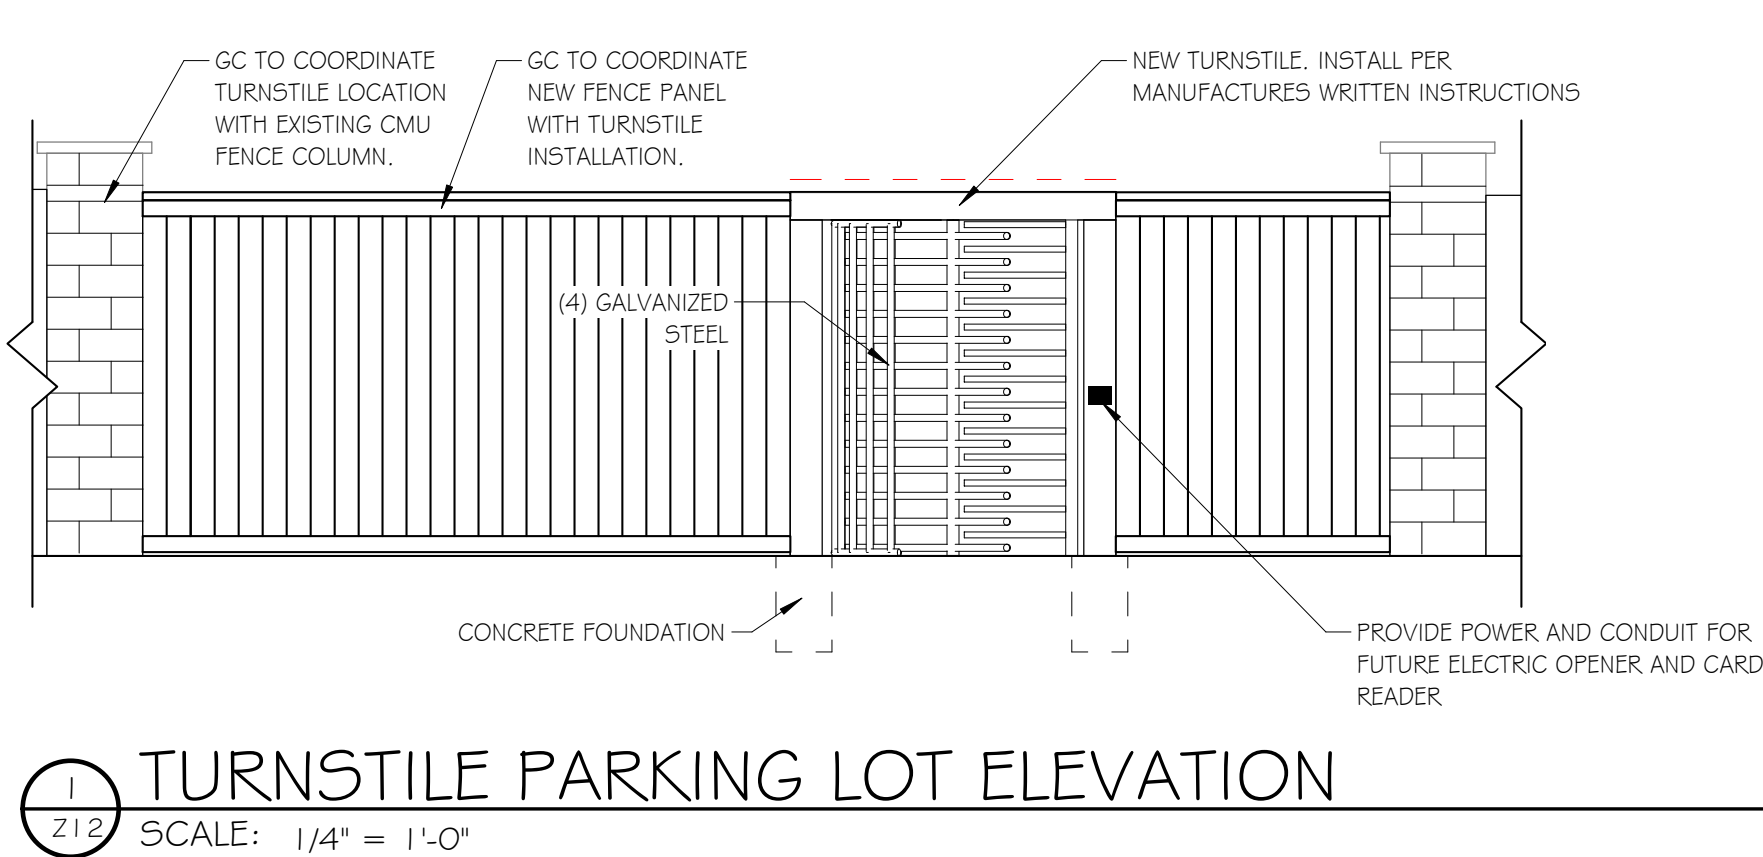 GC TO COORDINATE
TURNSTILE LOCATION
WITH EXISTING CMU
FENCE COLUMN.
GC TO COORDINATE
NEW FENCE PANEL
WITH TURNSTILE
INSTALLATION.
NEW TURNSTILE. INSTALL PER
MANUFACTURES WRITTEN INSTRUCTIONS
(4) GALVANIZED
STEEL
CONCRETE FOUNDATION
PROVIDE POWER AND CONDUIT FOR
FUTURE ELECTRIC OPENER AND CARD
READER
1
Z12
TURNSTILE PARKING LOT ELEVATION
SCALE: 1/4" = 1'-0"